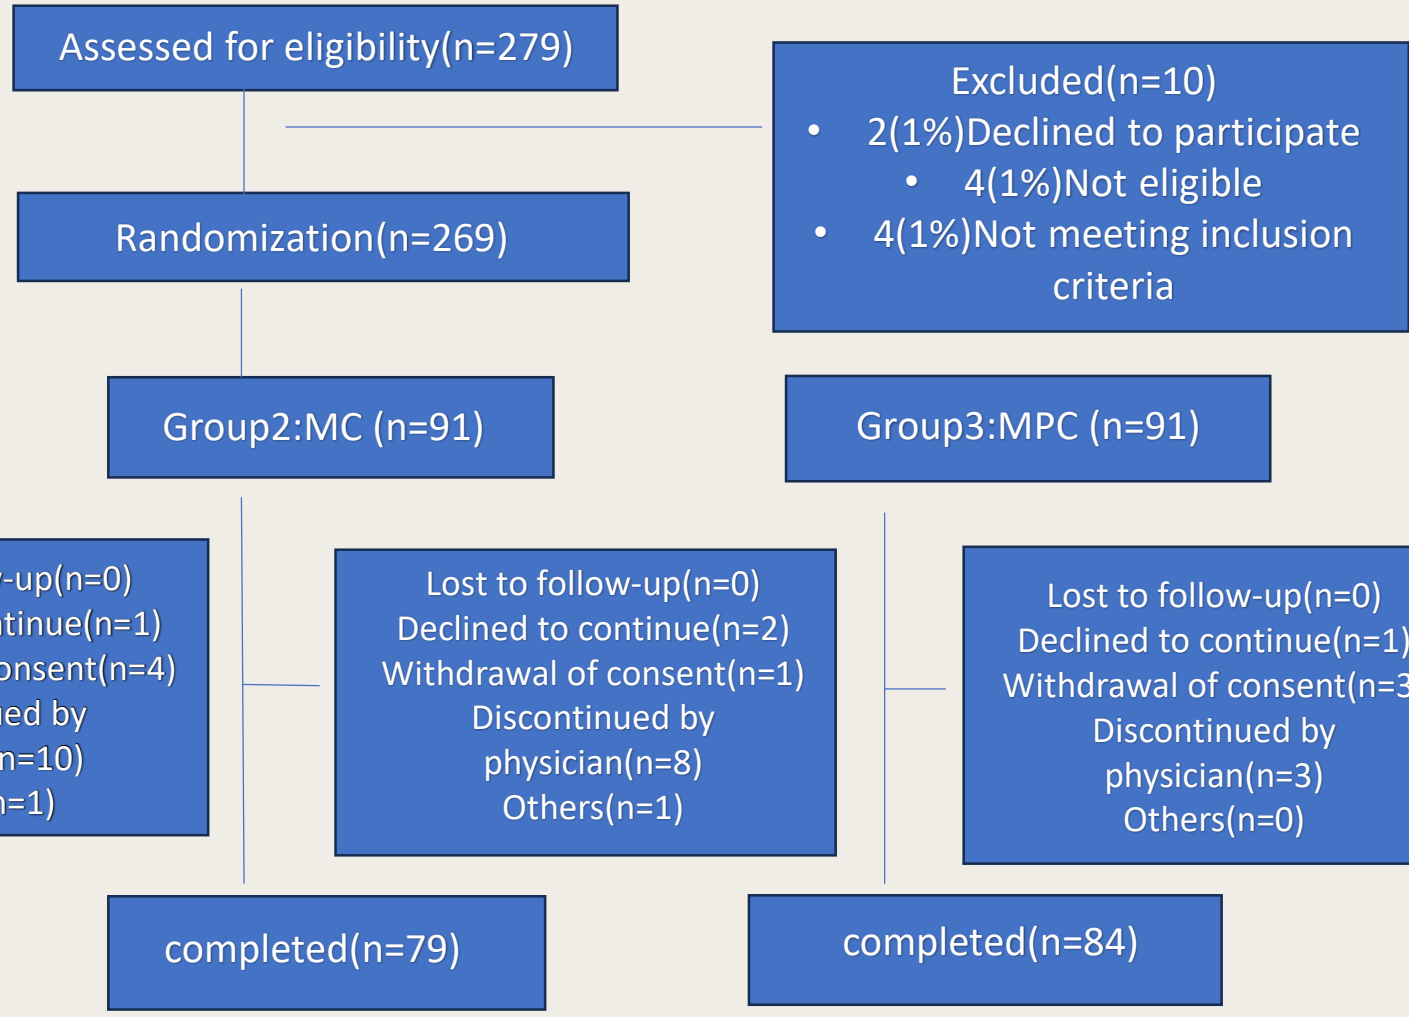 Assessed for eligibility(n=279)
Excluded(n=10)
• 2(1%)Declined to participate
• 4(1%)Not eligible
• 4(1%)Not meeting inclusion
criteria
Randomization(n=269)
Group2:MC (n=91)
Group3:MPC (n=91)
-up(n=0)
tinue(n=1)
onsent(n=4)
ed by
n=10)
n=1)
Lost to follow-up(n=0)
Declined to continue(n=2)
Withdrawal of consent(n=1)
Discontinued by
physician(n=8)
Others(n=1)
Lost to follow-up(n=0)
Declined to continue(n=1)
Withdrawal of consent(n=3
Discontinued by
physician(n=3)
Others(n=0)
completed(n=79)
completed(n=84)